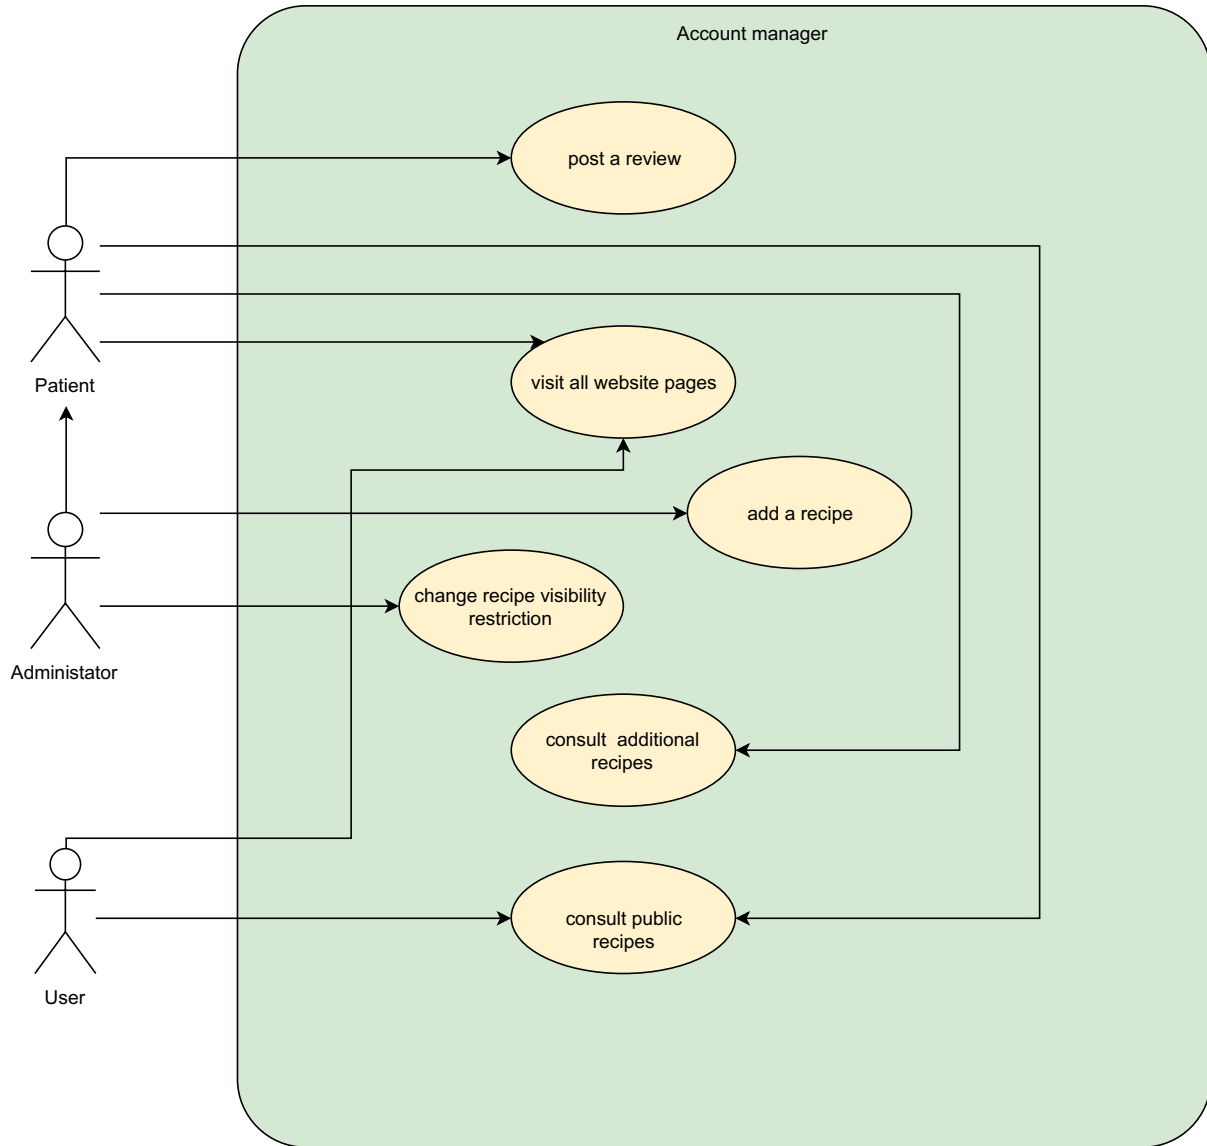 Account manager
post a review
Patient
visit all website pages
add a recipe
change recipe visibility
restriction
Administator
consult  additional
recipes
consult public
recipes
User